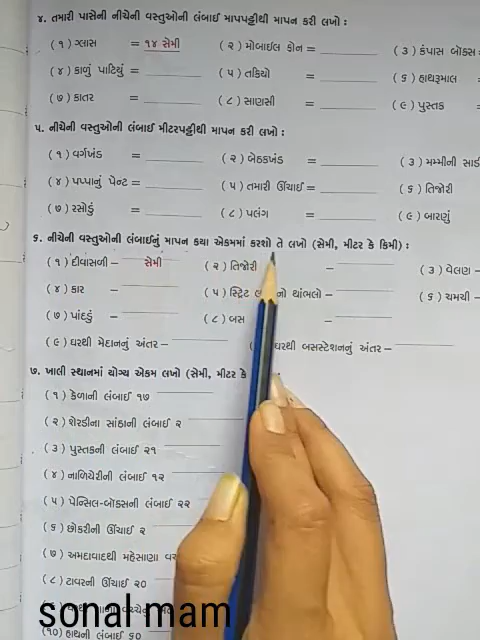 ૪. તમારી પાસેની નીચેની વસ્તુઓની લંબાઈ માપપટ્ટીથી માપન કરી લખો :
(૧) ગ્લાસ = ૧૪ સેમી (૨) મોબાઈલ ફોન = (૩) કંપાસ બૉક્સ =
(૪) કાળું પાટિયું = (૫) તકિયો = (૬) હાથરૂમાલ =
(૭) કાતર = (૮) સાણસી = (૯) પુસ્તક =
૫. નીચેની વસ્તુઓની લંબાઈ મીટરપટ્ટીથી માપન કરી લખો :
(૧) વર્ગખંડ = (૨) બેઠકખંડ = (૩) મમ્મીની સાડી
(૪) પપ્પાનું પેન્ટ = (૫) તમારી ઊંચાઈ = (૬) તિજોરી
(૭) રસોડું = (૮) પલંગ = (૯) બારણું
૬. નીચેની વસ્તુઓની લંબાઈનું માપન કયા એકમમાં કરશો તે લખો (સેમી, મીટર કે કિમી) :
(૧) દીવાસળી – સેમી (૨) તિજોરી – (૩) વેલણ –
(૪) કાર – (૫) સ્ટ્રિટ નો થાંભલો – (૬) ચમચી –
(૭) પાંદડું – (૮) બસ –
(૯) ઘરથી મેદાનનું અંતર – ઘરથી બસસ્ટેશનનું અંતર –
૭. ખાલી સ્થાનમાં યોગ્ય એકમ લખો (સેમી, મીટર કે
(૧) કેળાની લંબાઈ ૧૭
(૨) શેરડીના સાંઠાની લંબાઈ ૨
(૩) પુસ્તકની લંબાઈ ૨૧
(૪) નાળિયેરીની લંબાઈ ૧૨
(૫) પેન્સિલ-બૉક્સની લંબાઈ ૨૨
(૬) છોકરીની ઊંચાઈ ૨
(૭) અમદાવાદથી મહેસાણા વચ
(૮) ટાવરની ઊંચાઈ ૨૦
sonal mam
(૧૦) હાથની લંબાઈ ૬૦